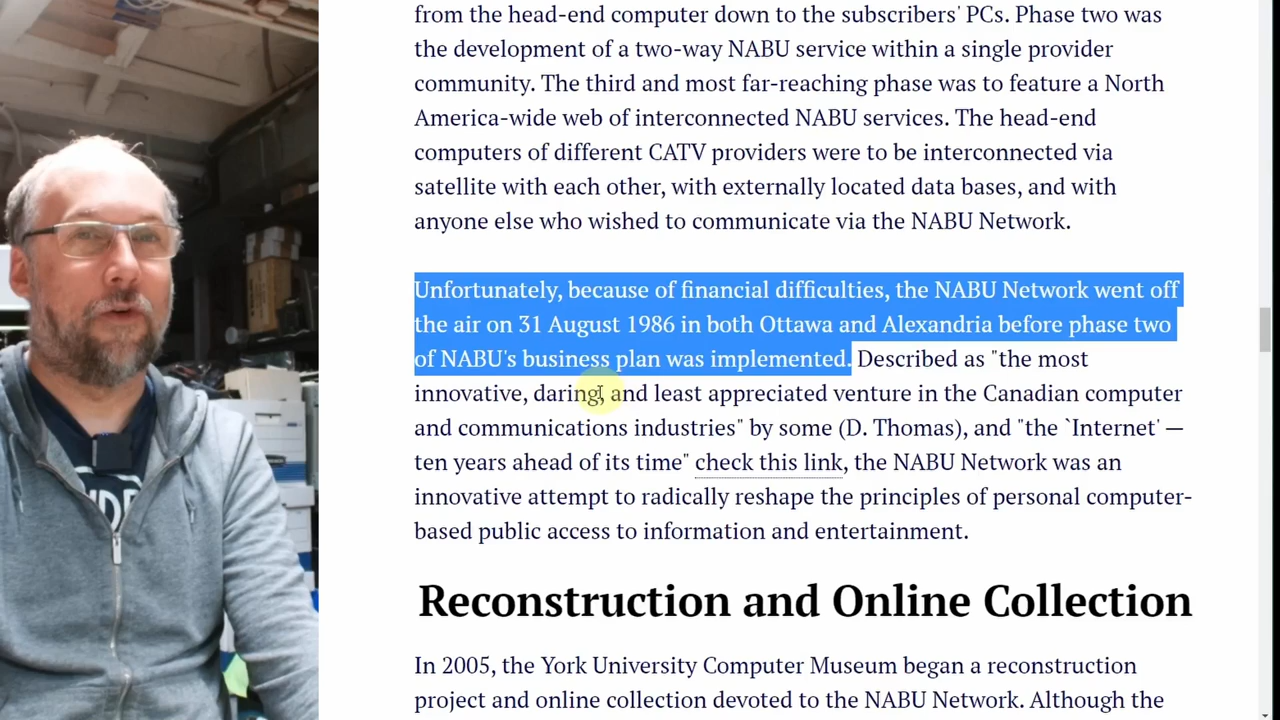 from the head-end computer down to the subscribers' PCs. Phase two was
the development of a two-way NABU service within a single provider
community. The third and most far-reaching phase was to feature a North
America-wide web of interconnected NABU services. The head-end
computers of different CATV providers were to be interconnected via
satellite with each other, with externally located data bases, and with
anyone else who wished to communicate via the NABU Network.
Unfortunately, because of financial difficulties, the NABU Network went off
the air on 31 August 1986 in both Ottawa and Alexandria before phase two
of NABU's business plan was implemented. Described as "the most
innovative, daring, and least appreciated venture in the Canadian computer
and communications industries" by some (D. Thomas), and "the `Internet' —
ten years ahead of its time" check this link, the NABU Network was an
innovative attempt to radically reshape the principles of personal computer-
based public access to information and entertainment.
Reconstruction and Online Collection
In 2005, the York University Computer Museum began a reconstruction
project and online collection devoted to the NABU Network. Although the